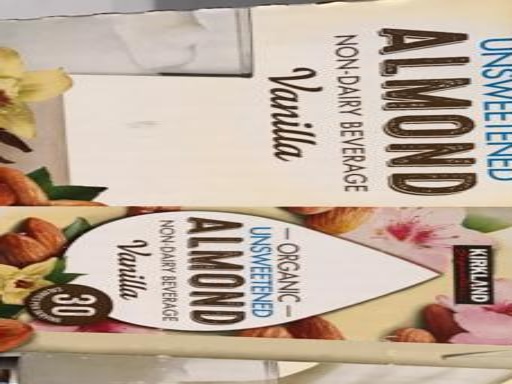 UNSWEETENED
ALMOND
NON-DAIRY BEVERAGE
Vanilla
KIRKLAND
— ORGANIC —
UNSWEETENED
ALMOND
NON-DAIRY BEVERAGE
Vanilla
30